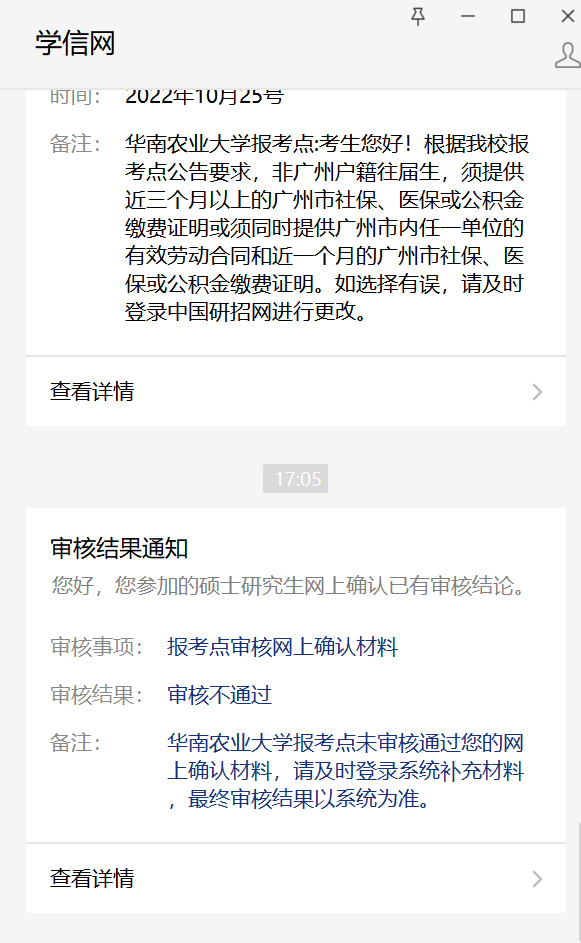 学信网
时间：
2022年10月25号
备注：
华南农业大学报考点:考生您好！根据我校报
考点公告要求，非广州户籍往届生，须提供
近三个月以上的广州市社保、医保或公积金
缴费证明或须同时提供广州市内任一单位的
有效劳动合同和近一个月的广州市社保、医
保或公积金缴费证明。如选择有误，请及时
登录中国研招网进行更改。
查看详情
17:05
审核结果通知
您好，您参加的硕士研究生网上确认已有审核结论。
审核事项：
报考点审核网上确认材料
审核结果：
审核不通过
备注：
华南农业大学报考点未审核通过您的网
上确认材料，请及时登录系统补充材料
，最终审核结果以系统为准。
查看详情